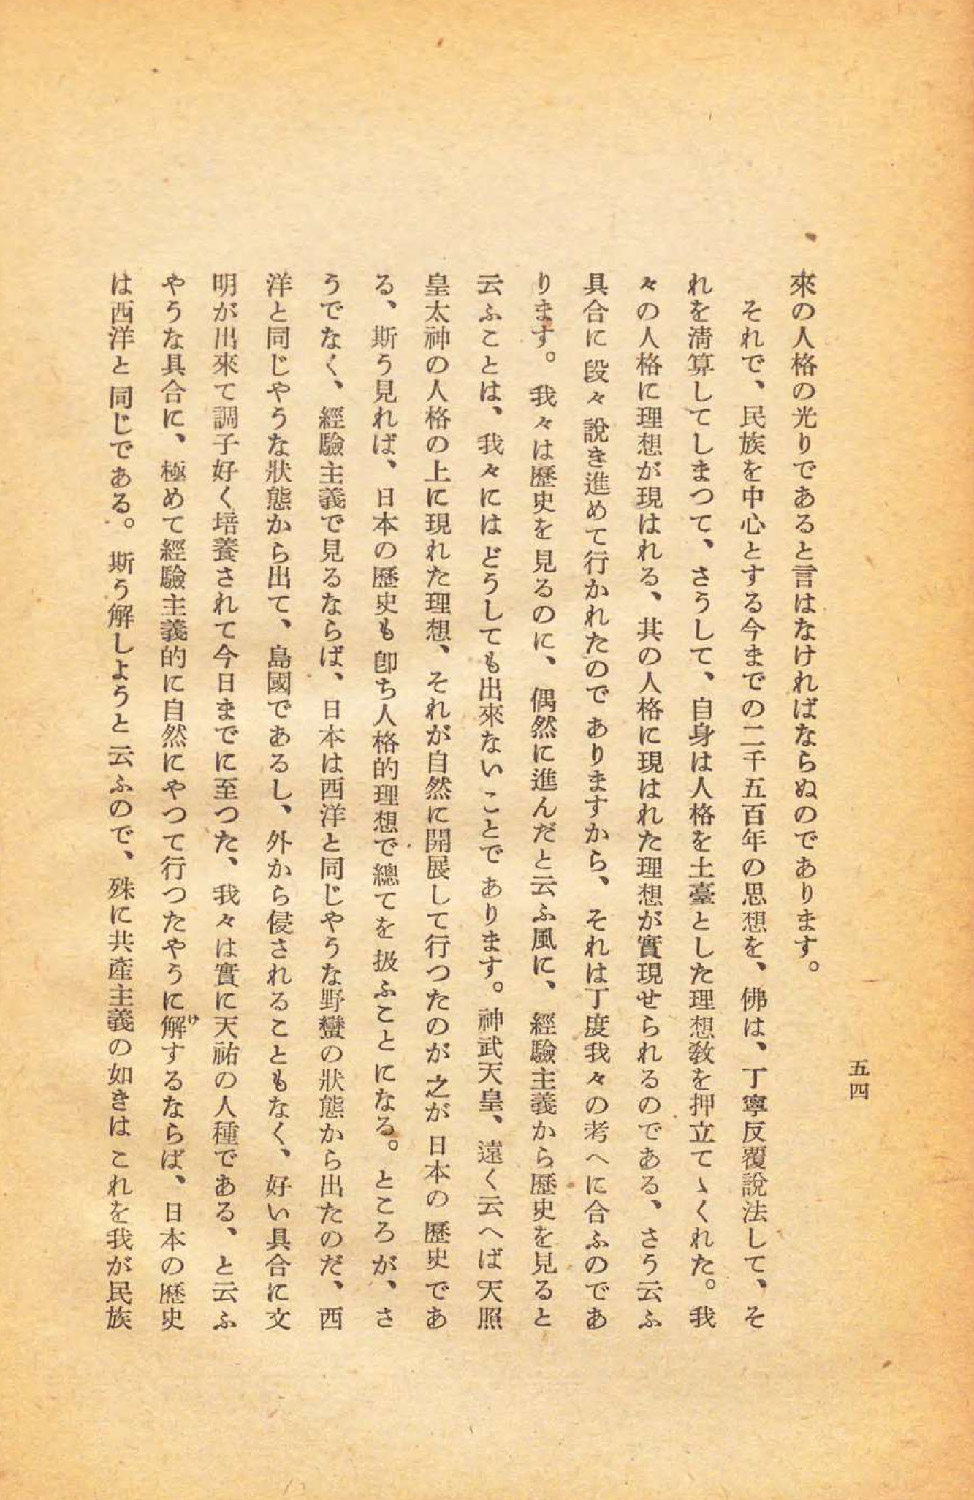 五四
來の人格の光りであると言はなければならぬのであります。
それで、民族を中心とする今までの二千五百年の思想を、佛は、丁寧反覆說法して、そ
れを淸算してしまつて、さうして、自身は人格を土臺とした理想敎を押立てゝくれた。我
々の人格に理想が現はれる、其の人格に現はれた理想が實現せられるのである、さう云ふ
具合に段々說き進めて行かれたのでありますから、それは丁度我々の考へに合ふのであ
ります。我々は歷史を見るのに、偶然に進んだと云ふ風に、經驗主義から歷史を見ると
云ふことは、我々にはどうしても出來ないことであります。神武天皇、遠く云へば天照
皇太神の人格の上に現れた理想、それが自然に開展して行つたのが之が日本の歷史であ
る、斯う見れば、日本の歷史も卽ち人格的理想で總てを扱ふことになる。ところが、さ
うでなく、經驗主義で見るならば、日本は西洋と同じやうな野蠻の狀態から出たのだ、西
洋と同じやうな狀態から出て、島國であるし、外から侵されることもなく、好い具合に文
明が出來て調子好く培養されて今日までに至つた、我々は實に天祐の人種である、と云ふ
やうな具合に、極めて經驗主義的に自然にやつて行つたやうに解けするならば、日本の歷史
は西洋と同じである。斯う解しようと云ふので、殊に共產主義の如きはこれを我が民族